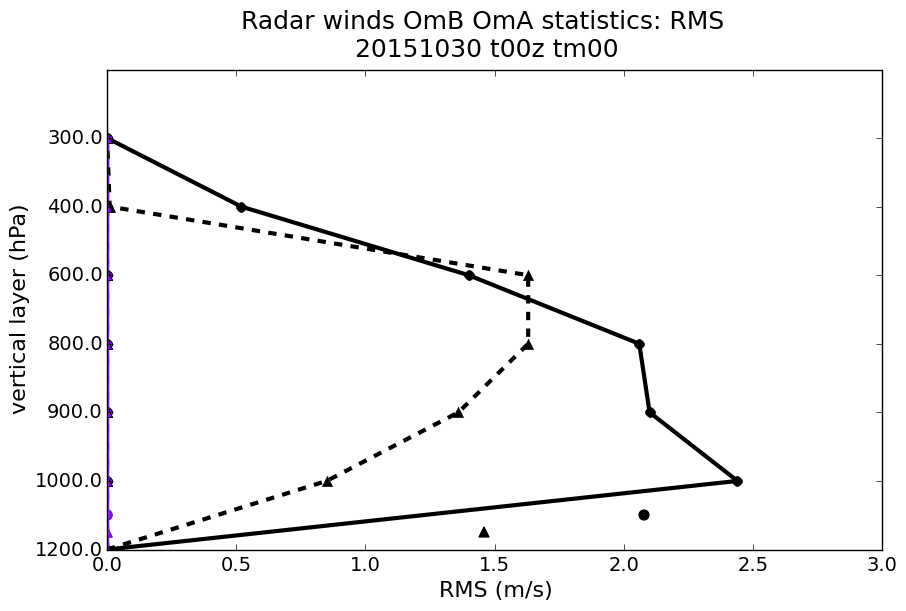 Radar winds OmB OmA statistics: RMS
20151030 t00z tm00
vertical layer (hPa)
300.0
400.0
600.0
800.0
900.0
1000.0
1200.0
0.0 0.5 1.0 1.5 2.0 2.5 3.0
RMS (m/s)